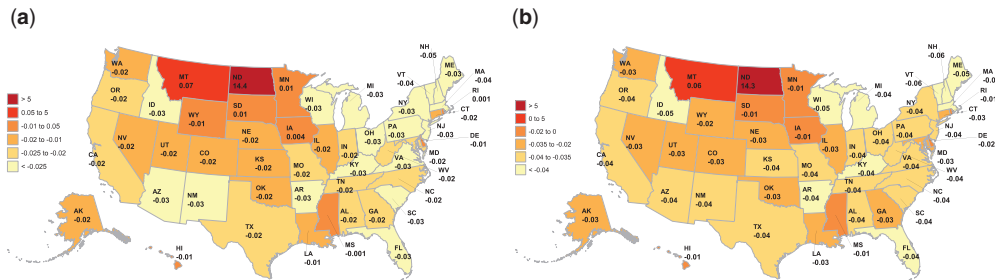 (a)
> 5
0.05 to 5
-0.01 to 0.05
-0.02 to -0.01
-0.025 to -0.02
< -0.025
WA
-0.02
OR
-0.02
CA
-0.02
NV
-0.02
ID
-0.03
MT
0.07
WY
-0.01
UT
-0.02
CO
-0.02
AZ
-0.03
NM
-0.03
ND
14.4
SD
0.01
NE
-0.02
KS
-0.02
OK
-0.02
TX
-0.02
MN
0.01
IA
0.004
MO
-0.02
AR
-0.03
LA
-0.01
MS
-0.001
WI
-0.03
IL
-0.02
IN
-0.02
MI
-0.03
OH
-0.03
KY
-0.03
TN
-0.02
AL
-0.02
GA
-0.02
FL
-0.03
SC
-0.03
NC
-0.02
VA
-0.03
WV
-0.02
MD
-0.02
DE
-0.02
PA
-0.03
NJ
-0.01
NY
-0.03
CT
-0.02
RI
0.001
MA
-0.04
VT
-0.04
NH
-0.04
ME
-0.03
AK
-0.02
HI
-0.01
(b)
> 5
0 to 5
-0.02 to 0
-0.035 to -0.02
-0.04 to -0.035
< -0.04
WA
-0.03
OR
-0.04
CA
-0.04
NV
-0.03
ID
-0.05
MT
0.06
WY
-0.02
UT
-0.03
CO
-0.03
AZ
-0.04
NM
-0.04
ND
14.3
SD
-0.01
NE
-0.03
KS
-0.04
OK
-0.03
TX
-0.04
MN
-0.01
IA
-0.01
MO
-0.04
AR
-0.04
LA
-0.03
MS
-0.01
WI
-0.05
IL
-0.03
IN
-0.04
MI
-0.04
OH
-0.04
KY
-0.04
TN
-0.04
AL
-0.04
GA
-0.03
FL
-0.04
SC
-0.04
NC
-0.04
VA
-0.04
WV
-0.04
MD
-0.03
DE
-0.03
PA
-0.04
NJ
-0.03
NY
-0.04
CT
-0.04
RI
MA
VT
-0.06
NH
-0.06
ME
-0.05
AK
-0.03
HI
-0.01